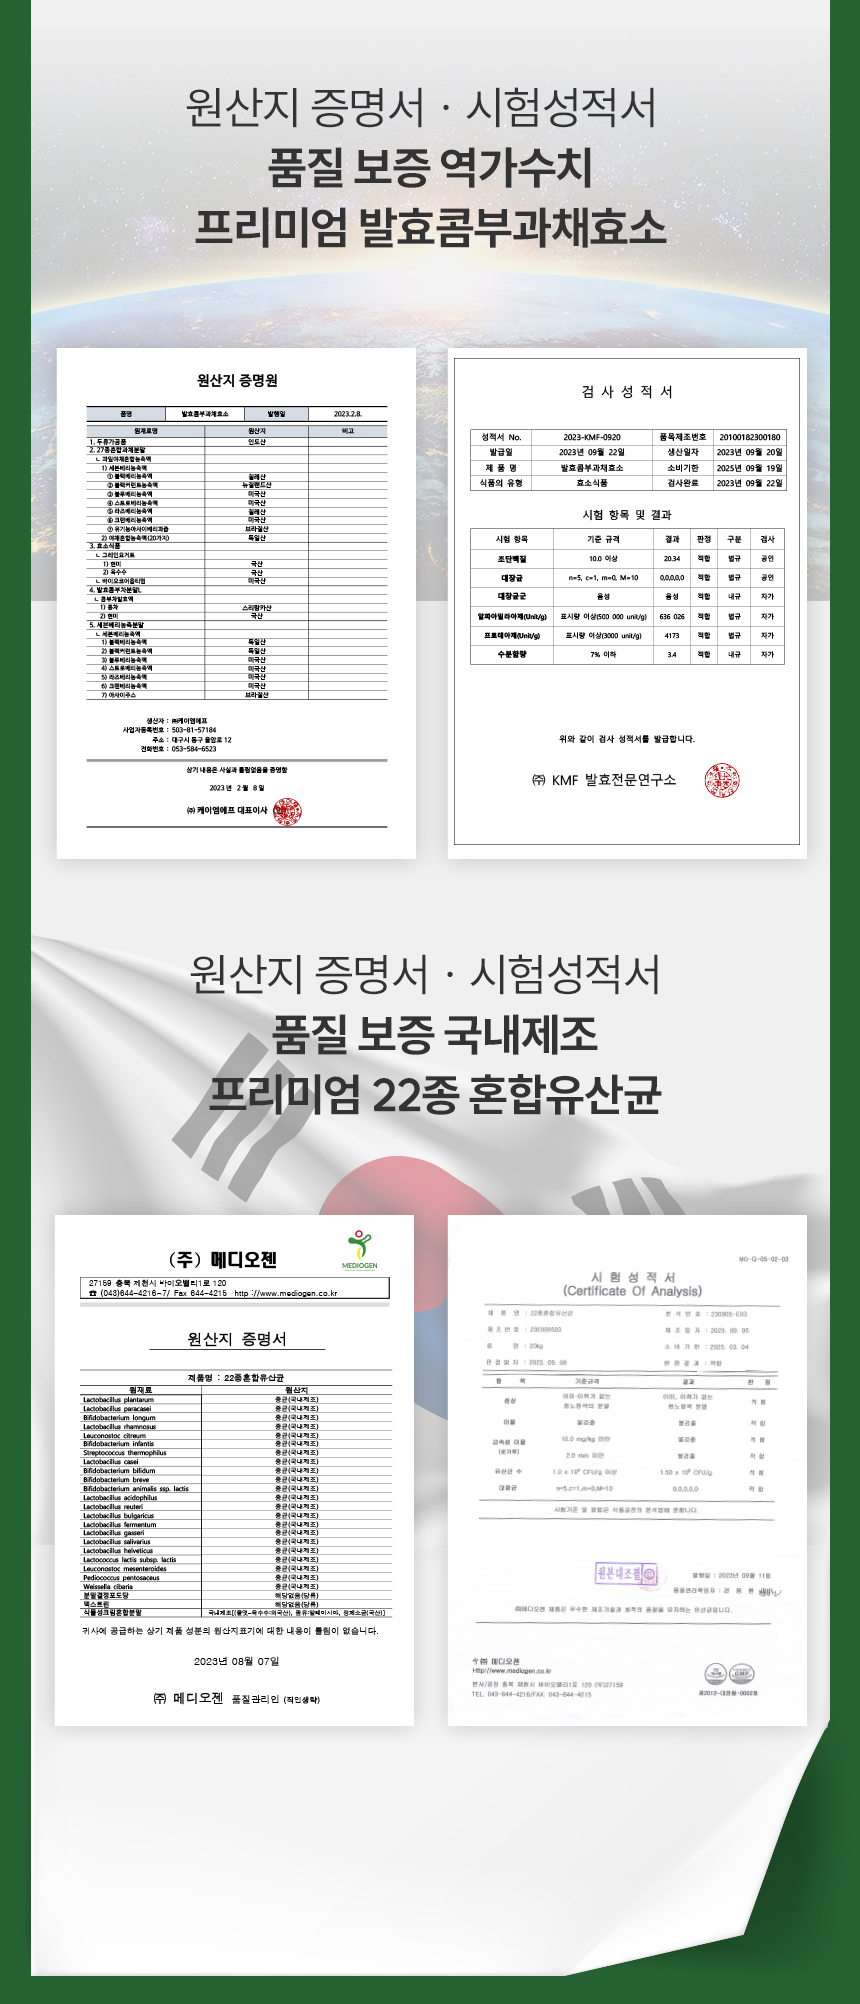 원산지 증명서 · 시험성적서
품질 보증 역가수치
프리미엄 발효콤부과채효소
원산지 증명원
품명 발효콤부과채효소 발행일 2023.2.8.
원재료명 원산지 비고
1. 두류가공품 인도산
2. 27종혼합과채분말
ㄴ 과일야채혼합농축액
1) 세븐베리농축액
① 블랙베리농축액 칠레산
② 블랙커런트농축액 뉴질랜드산
③ 블루베리농축액 미국산
④ 스트로베리농축액 미국산
⑤ 라즈베리농축액 칠레산
⑥ 크랜베리농축액 미국산
⑦ 유기농아사이베리과즙 브라질산
2) 야채혼합농축액(20가지) 독일산
3. 효소식품
ㄴ 그레인요거트
1) 현미 국산
2) 옥수수 국산
ㄴ 바이오코어옵티멈 미국산
4. 발효콤부차분말L
ㄴ 콤부차발효액
1) 홍차 스리랑카산
2) 현미 국산
5. 세븐베리농축분말
ㄴ 세븐베리농축액
1) 블랙베리농축액 독일산
2) 블랙커런트농축액 독일산
3) 블루베리농축액 미국산
4) 스트로베리농축액 미국산
5) 라즈베리농축액 미국산
6) 크랜베리농축액 미국산
7) 아사이주스 브라질산
생산자 : ㈜케이엠에프
사업자등록번호 : 503-81-57184
주소 : 대구시 동구 율암로 12
전화번호 : 053-584-6523
상기 내용은 사실과 틀림없음을 증명함
2023 년 2 월 8 일
㈜ 케이엠에프 대표이사
검 사 성 적 서
성적서 No. 2023-KMF-0920 품목제조번호 20100182300180
발급일 2023년 09월 22일 생산일자 2023년 09월 20일
제 품 명 발효콤부과채효소 소비기한 2025년 09월 19일
식품의 유형 효소식품 검사완료 2023년 09월 22일
시험 항목 및 결과
시험 항목 기준 규격 결과 판정 구분 검사
조단백질 10.0 이상 20.34 적합 법규 공인
대장균 n=5, c=1, m=0, M=10 0,0,0,0,0 적합 법규 공인
대장균군 음성 음성 적합 내규 자가
알파아밀라아제(Unit/g) 표시량 이상(500 000 unit/g) 636 026 적합 법규 자가
프로테아제(Unit/g) 표시량 이상(3000 unit/g) 4173 적합 법규 자가
수분함량 7% 이하 3.4 적합 내규 자가
위와 같이 검사 성적서를 발급합니다.
㈜ KMF 발효전문연구소
원산지 증명서 · 시험성적서
품질 보증 국내제조
프리미엄 22종 혼합유산균
(주) 메디오젠
MEDIOGEN
27159 충북 제천시 바이오밸리1로 120
☎ (043)644-4216~7/ Fax 644-4215 http ://www.mediogen.co.kr
원산지 증명서
제품명 : 22종혼합유산균
원재료 원산지
Lactobacillus plantarum 종균(국내제조)
Lactobacillus paracasei 종균(국내제조)
Bifidobacterium longum 종균(국내제조)
Lactobacillus rhamnosus 종균(국내제조)
Leuconostoc citreum 종균(국내제조)
Bifidobacterium infantis 종균(국내제조)
Streptococcus thermophilus 종균(국내제조)
Lactobacillus casei 종균(국내제조)
Bifidobacterium bifidum 종균(국내제조)
Bifidobacterium breve 종균(국내제조)
Bifidobacterium animalis ssp. lactis 종균(국내제조)
Lactobacillus acidophilus 종균(국내제조)
Lactobacillus reuteri 종균(국내제조)
Lactobacillus bulgaricus 종균(국내제조)
Lactobacillus fermentum 종균(국내제조)
Lactobacillus gasseri 종균(국내제조)
Lactobacillus salivarius 종균(국내제조)
Lactobacillus helveticus 종균(국내제조)
Lactococcus lactis subsp. lactis 종균(국내제조)
Leuconostoc mesenteroides 종균(국내제조)
Pediococcus pentosaceus 종균(국내제조)
Weissella cibaria 종균(국내제조)
분말결정포도당 해당없음(당류)
덱스트린 해당없음(당류)
식물성크림혼합분말 국내제조[(물엿-옥수수:외국산), 팜유:말레이시아, 정제소금(국산)]
귀사에 공급하는 상기 제품 성분의 원산지표기에 대한 내용이 틀림이 없습니다.
2023년 08월 07일
㈜ 메디오젠 품질관리인 (직인생략)
MG-Q-05-02-03
시 험 성 적 서
(Certificate Of Analysis)
제 품 명 : 22종혼합유산균 분 석 번 호 : 230905-E03
제 조 번 호 : 230900503 제 조 일 자 : 2023. 09. 05
중 량 : 20kg 소 비 기 한 : 2025. 03. 04
판 정 일 자 : 2023. 09. 08 판 정 결 과 : 적합
항 목 기준규격 결과 판 정
성상 이미·이취가 없는 이미, 이취가 없는 적 합
원노란색의 분말 원노란색 분말
이물 불검출 불검출 적 합
금속성 이물 10.0 mg/kg 미만 불검출 적 합
(쇳가루) 2.0 mm 미만 불검출 적 합
유산균 수 1.0 x 10⁸ CFU/g 이상 1.50 x 10⁸ CFU/g 적 합
대장균 n=5,c=1,m=0,M=10 0,0,0,0,0 적 합
시험기준 및 방법은 식품공전의 분석법에 준합니다.
원본대조필
발행일 : 2023년 09월 11일
품질관리책임자 :
㈜메디오젠 제품은 우수한 제조기술과 최적의 품질을 유지하는 유산균입니다.
㈜ 메디오젠
Http://www.mediogen.co.kr
본사/공장 충북 제천시 바이오밸리1로 120 (우)27159
TEL. 043-644-4216/FAX. 043-644-4215
GMP
제2012-대전청-0002호